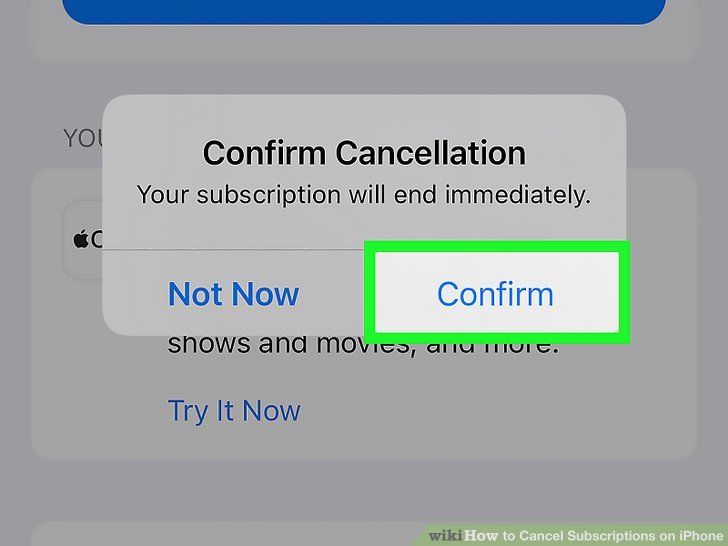 Confirm Cancellation
Your subscription will end immediately.
Not Now
Confirm
shows and movies, and more.
Try It Now
wikiHow to Cancel Subscriptions on iPhone